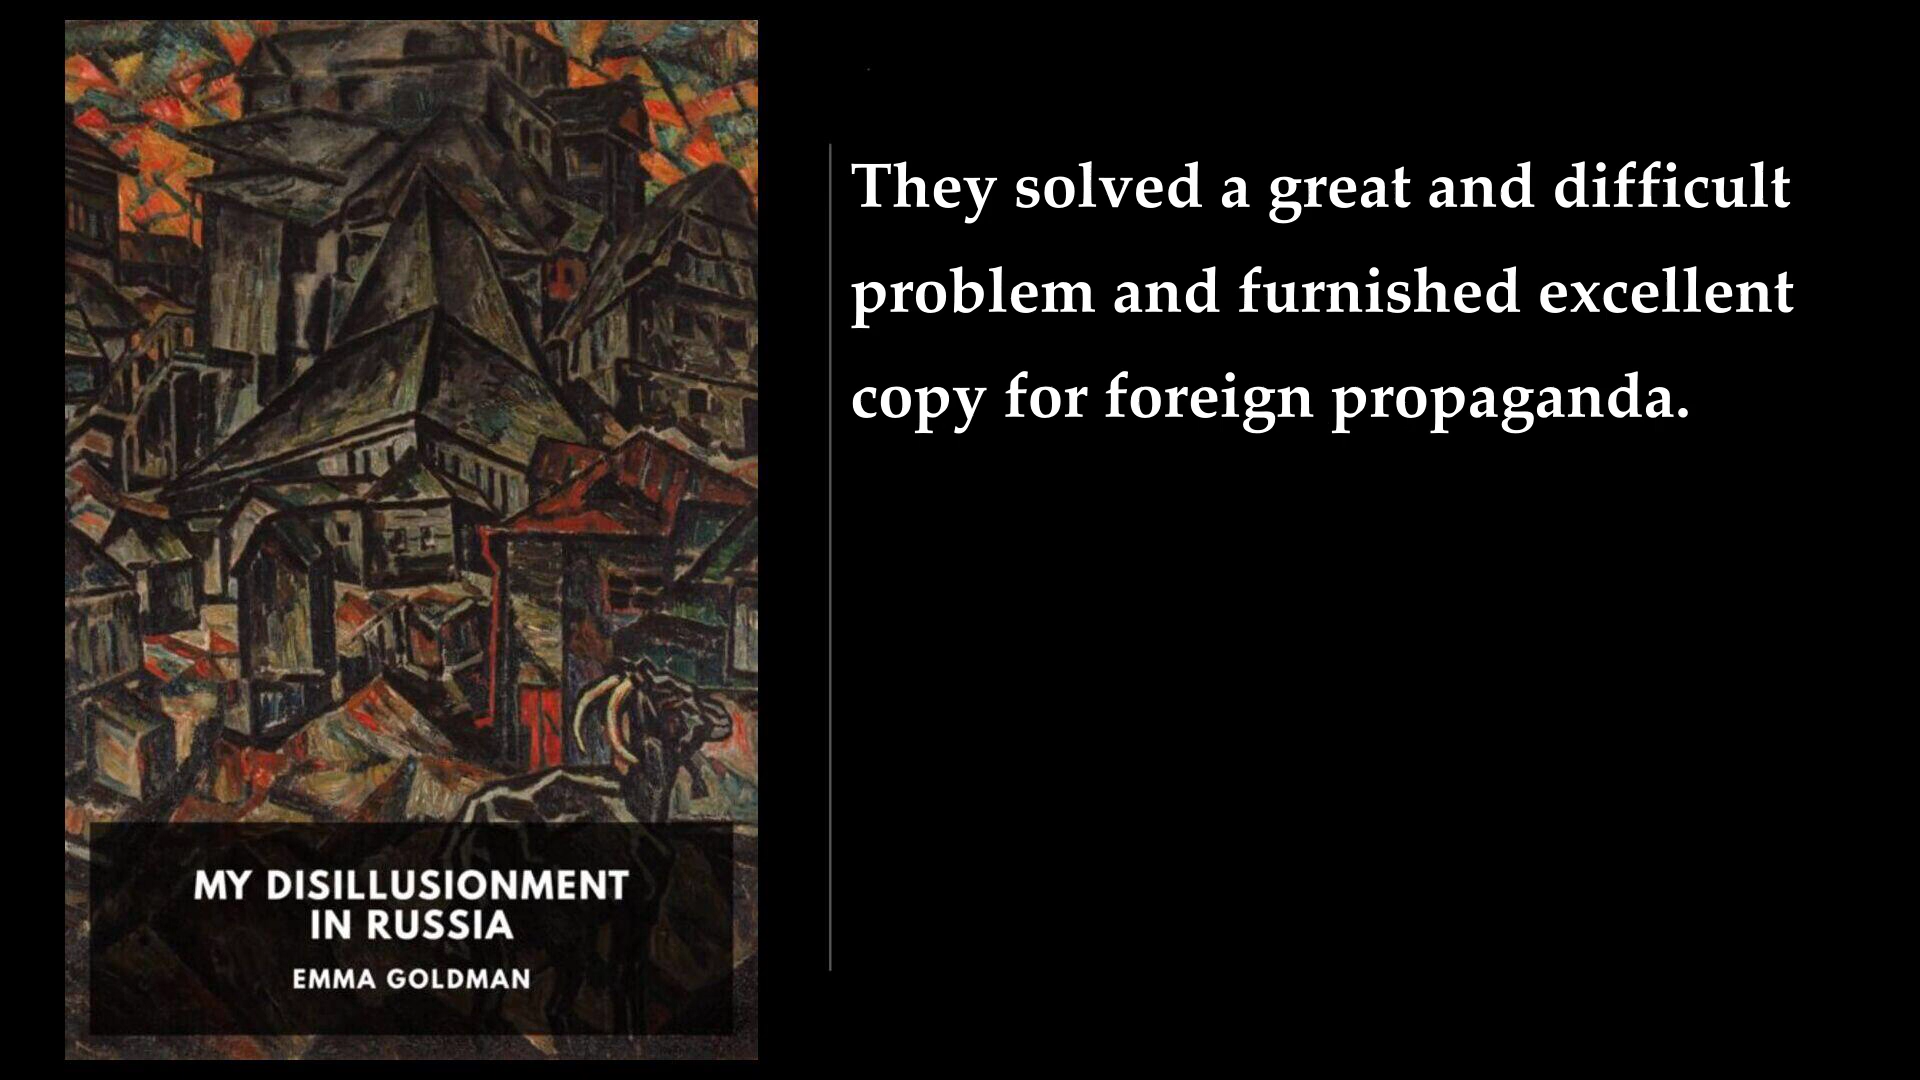 They solved a great and difficult
problem and furnished excellent
copy for foreign propaganda.
MY DISILLUSIONMENT
IN RUSSIA
EMMA GOLDMAN